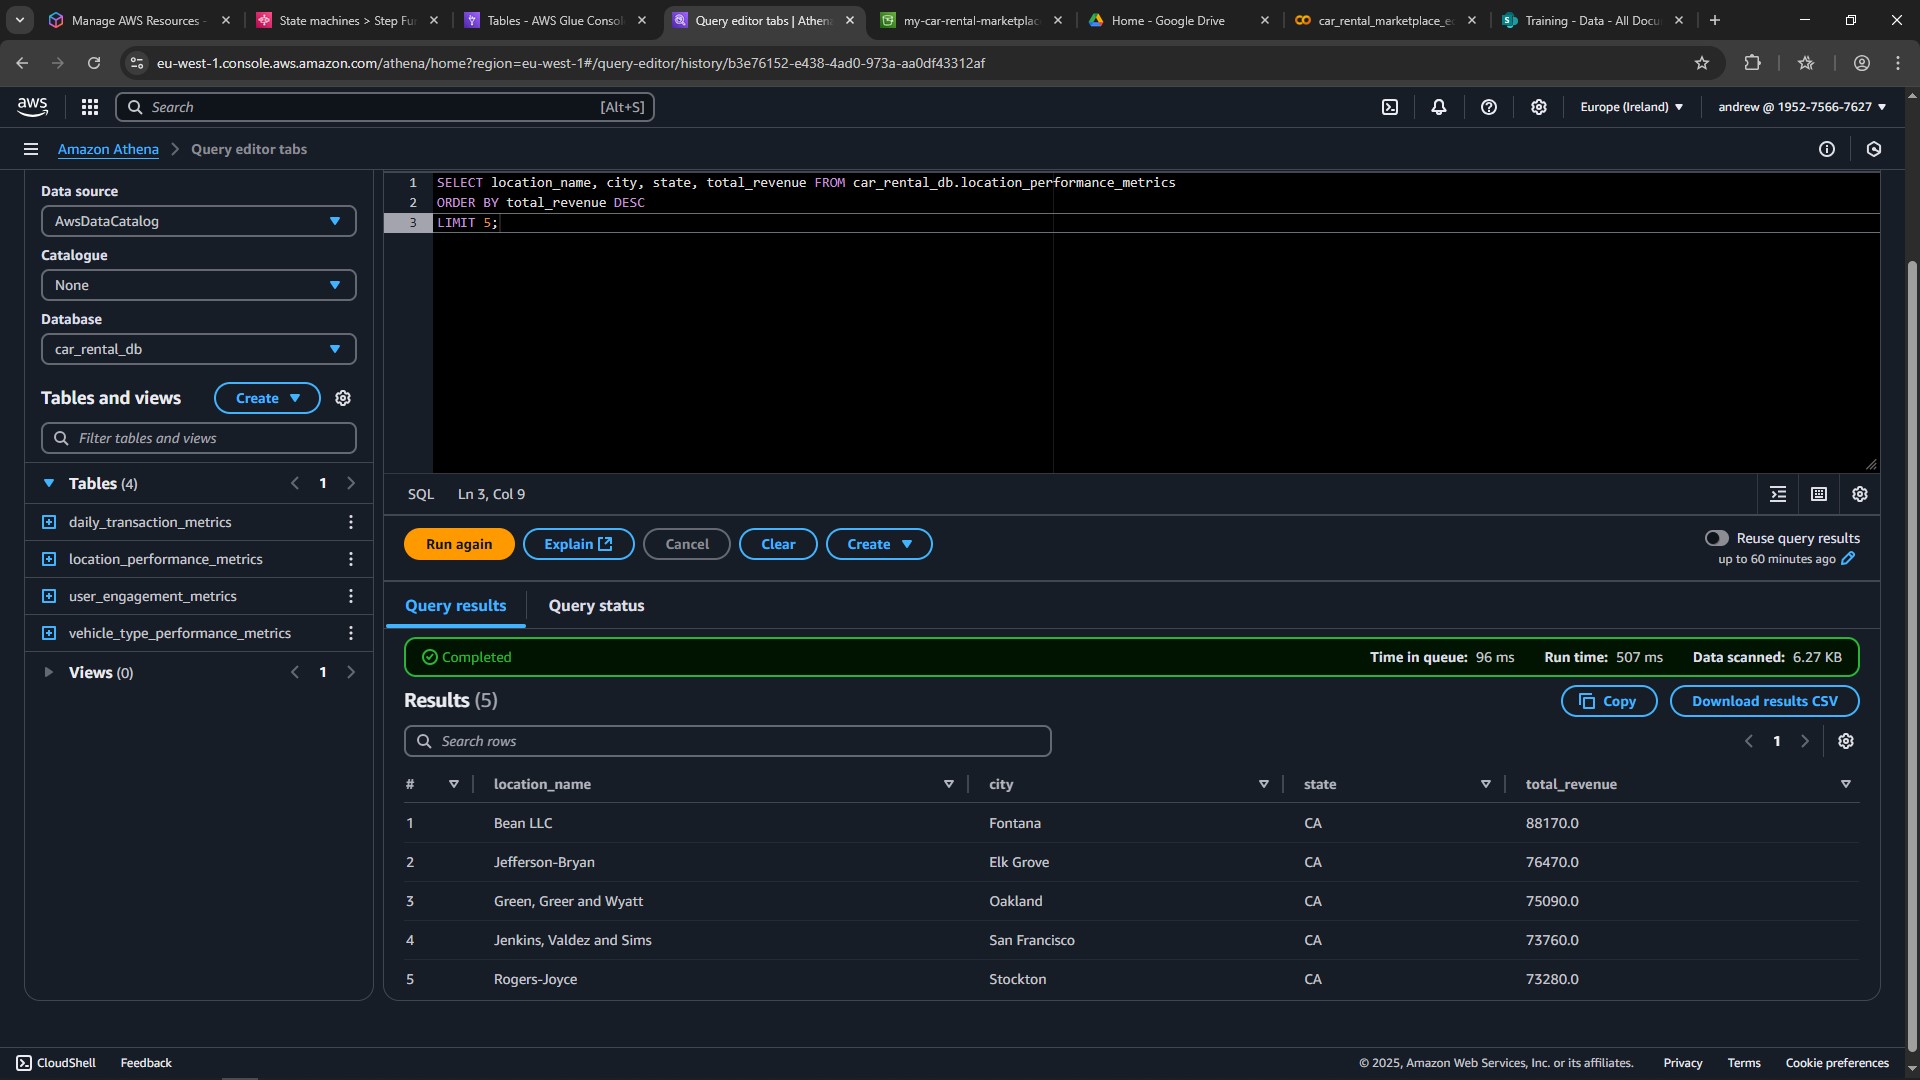 Manage AWS Resources -
State machines > Step Fu
Tables - AWS Glue Consol
Query editor tabs | Athen
my-car-rental-marketplac
Home - Google Drive
car_rental_marketplace_e
Training - Data - All Docu
eu-west-1.console.aws.amazon.com/athena/home?region=eu-west-1#/query-editor/history/b3e76152-e438-4ad0-973a-aa0df43312af
aws
Search
[Alt+S]
Europe (Ireland)
andrew @ 1952-7566-7627
Amazon Athena
Query editor tabs
Data source
AwsDataCatalog
Catalogue
None
Database
car_rental_db
Tables and views
Create
Filter tables and views
Tables (4)
1
daily_transaction_metrics
location_performance_metrics
user_engagement_metrics
vehicle_type_performance_metrics
Views (0)
1
1 SELECT location_name, city, state, total_revenue FROM car_rental_db.location_performance_metrics
2 ORDER BY total_revenue DESC
3 LIMIT 5;
SQL Ln 3, Col 9
Run again
Explain
Cancel
Clear
Create
Reuse query results
up to 60 minutes ago
Query results
Query status
Completed
Time in queue: 96 ms
Run time: 507 ms
Data scanned: 6.27 KB
Results (5)
Copy
Download results CSV
Search rows
1
# location_name city state total_revenue
1 Bean LLC Fontana CA 88170.0
2 Jefferson-Bryan Elk Grove CA 76470.0
3 Green, Greer and Wyatt Oakland CA 75090.0
4 Jenkins, Valdez and Sims San Francisco CA 73760.0
5 Rogers-Joyce Stockton CA 73280.0
CloudShell
Feedback
© 2025, Amazon Web Services, Inc. or its affiliates.
Privacy
Terms
Cookie preferences